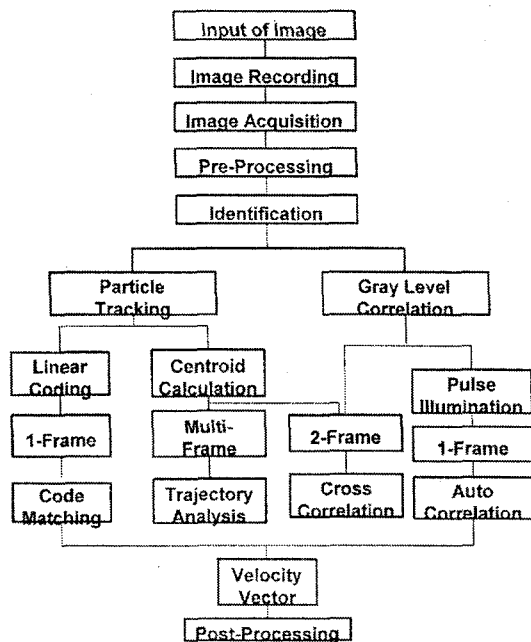 Input of Image
Image Recording
Image Acquisition
Pre-Processing
Identification
Particle
Tracking
Gray Level
Correlation
Linear
Coding
Centroid
Calculation
Pulse
Illumination
1-Frame
Multi-
Frame
2-Frame
1-Frame
Code
Matching
Trajectory
Analysis
Cross
Correlation
Auto
Correlation
Velocity
Vector
Post-Processing